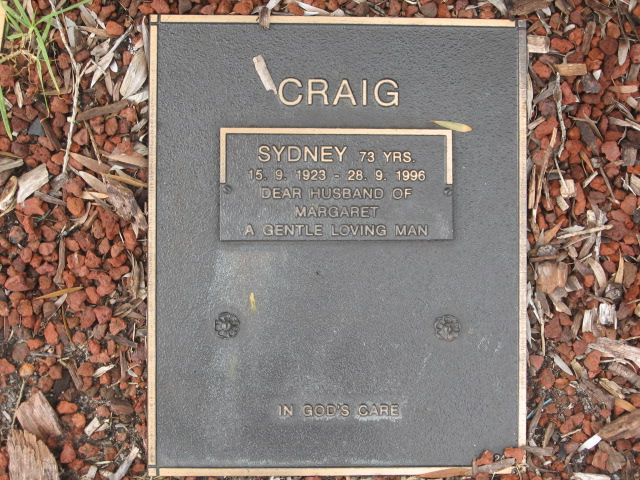 CRAIG
SYDNEY 73 YRS.
15. 9. 1923 - 28. 9. 1996
DEAR HUSBAND OF
MARGARET
A GENTLE LOVING MAN
IN GOD'S CARE